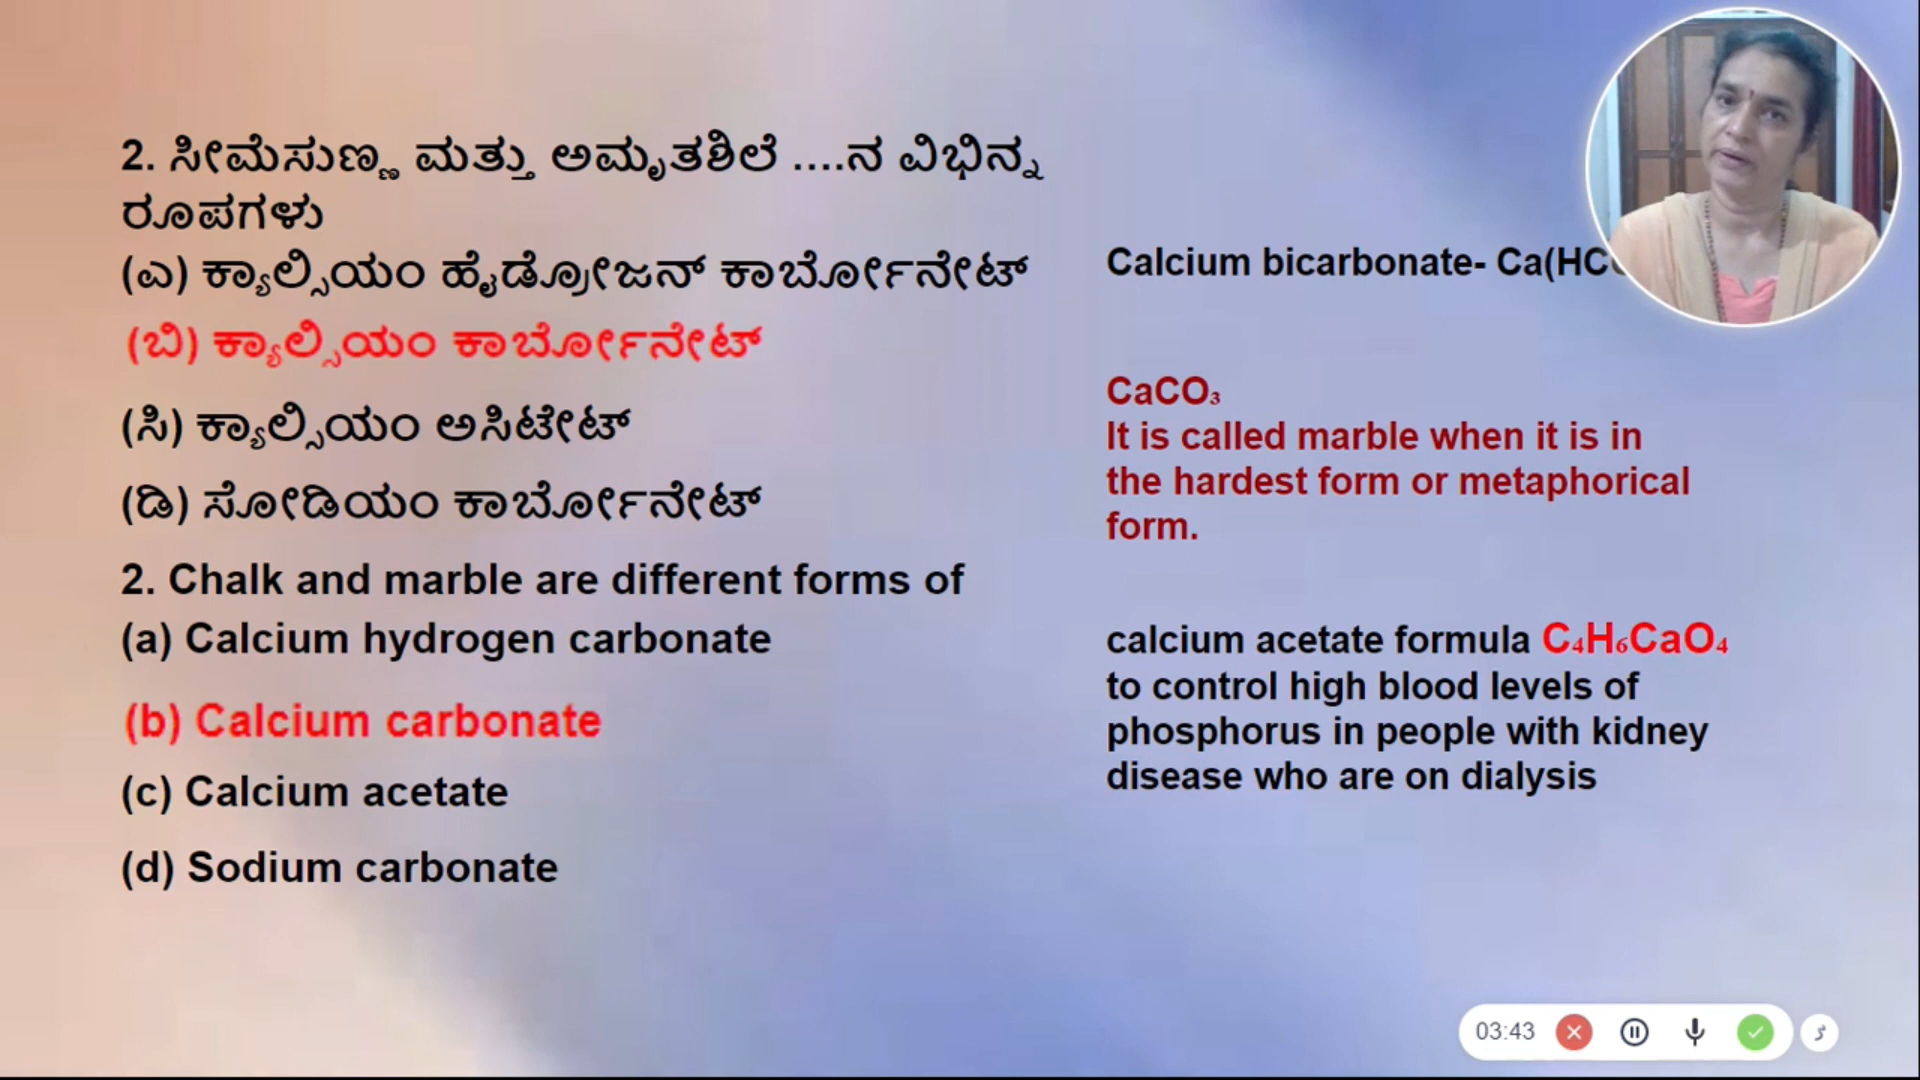 2. ಸೀಮೆಸುಣ್ಣ ಮತ್ತು ಅಮೃತಶಿಲೆ ....ನ ವಿಭಿನ್ನ
ರೂಪಗಳು
(ಎ) ಕ್ಯಾಲ್ಸಿಯಂ ಹೈಡ್ರೋಜನ್ ಕಾರ್ಬೋನೇಟ್
(ಬಿ) ಕ್ಯಾಲ್ಸಿಯಂ ಕಾರ್ಬೋನೇಟ್
(ಸಿ) ಕ್ಯಾಲ್ಸಿಯಂ ಅಸಿಟೇಟ್
(ಡಿ) ಸೋಡಿಯಂ ಕಾರ್ಬೋನೇಟ್
2. Chalk and marble are different forms of
(a) Calcium hydrogen carbonate
(b) Calcium carbonate
(c) Calcium acetate
(d) Sodium carbonate
Calcium bicarbonate- Ca(HC
CaCO₃
It is called marble when it is in
the hardest form or metaphorical
form.
calcium acetate formula C₄H₆CaO₄
to control high blood levels of
phosphorus in people with kidney
disease who are on dialysis
03:43